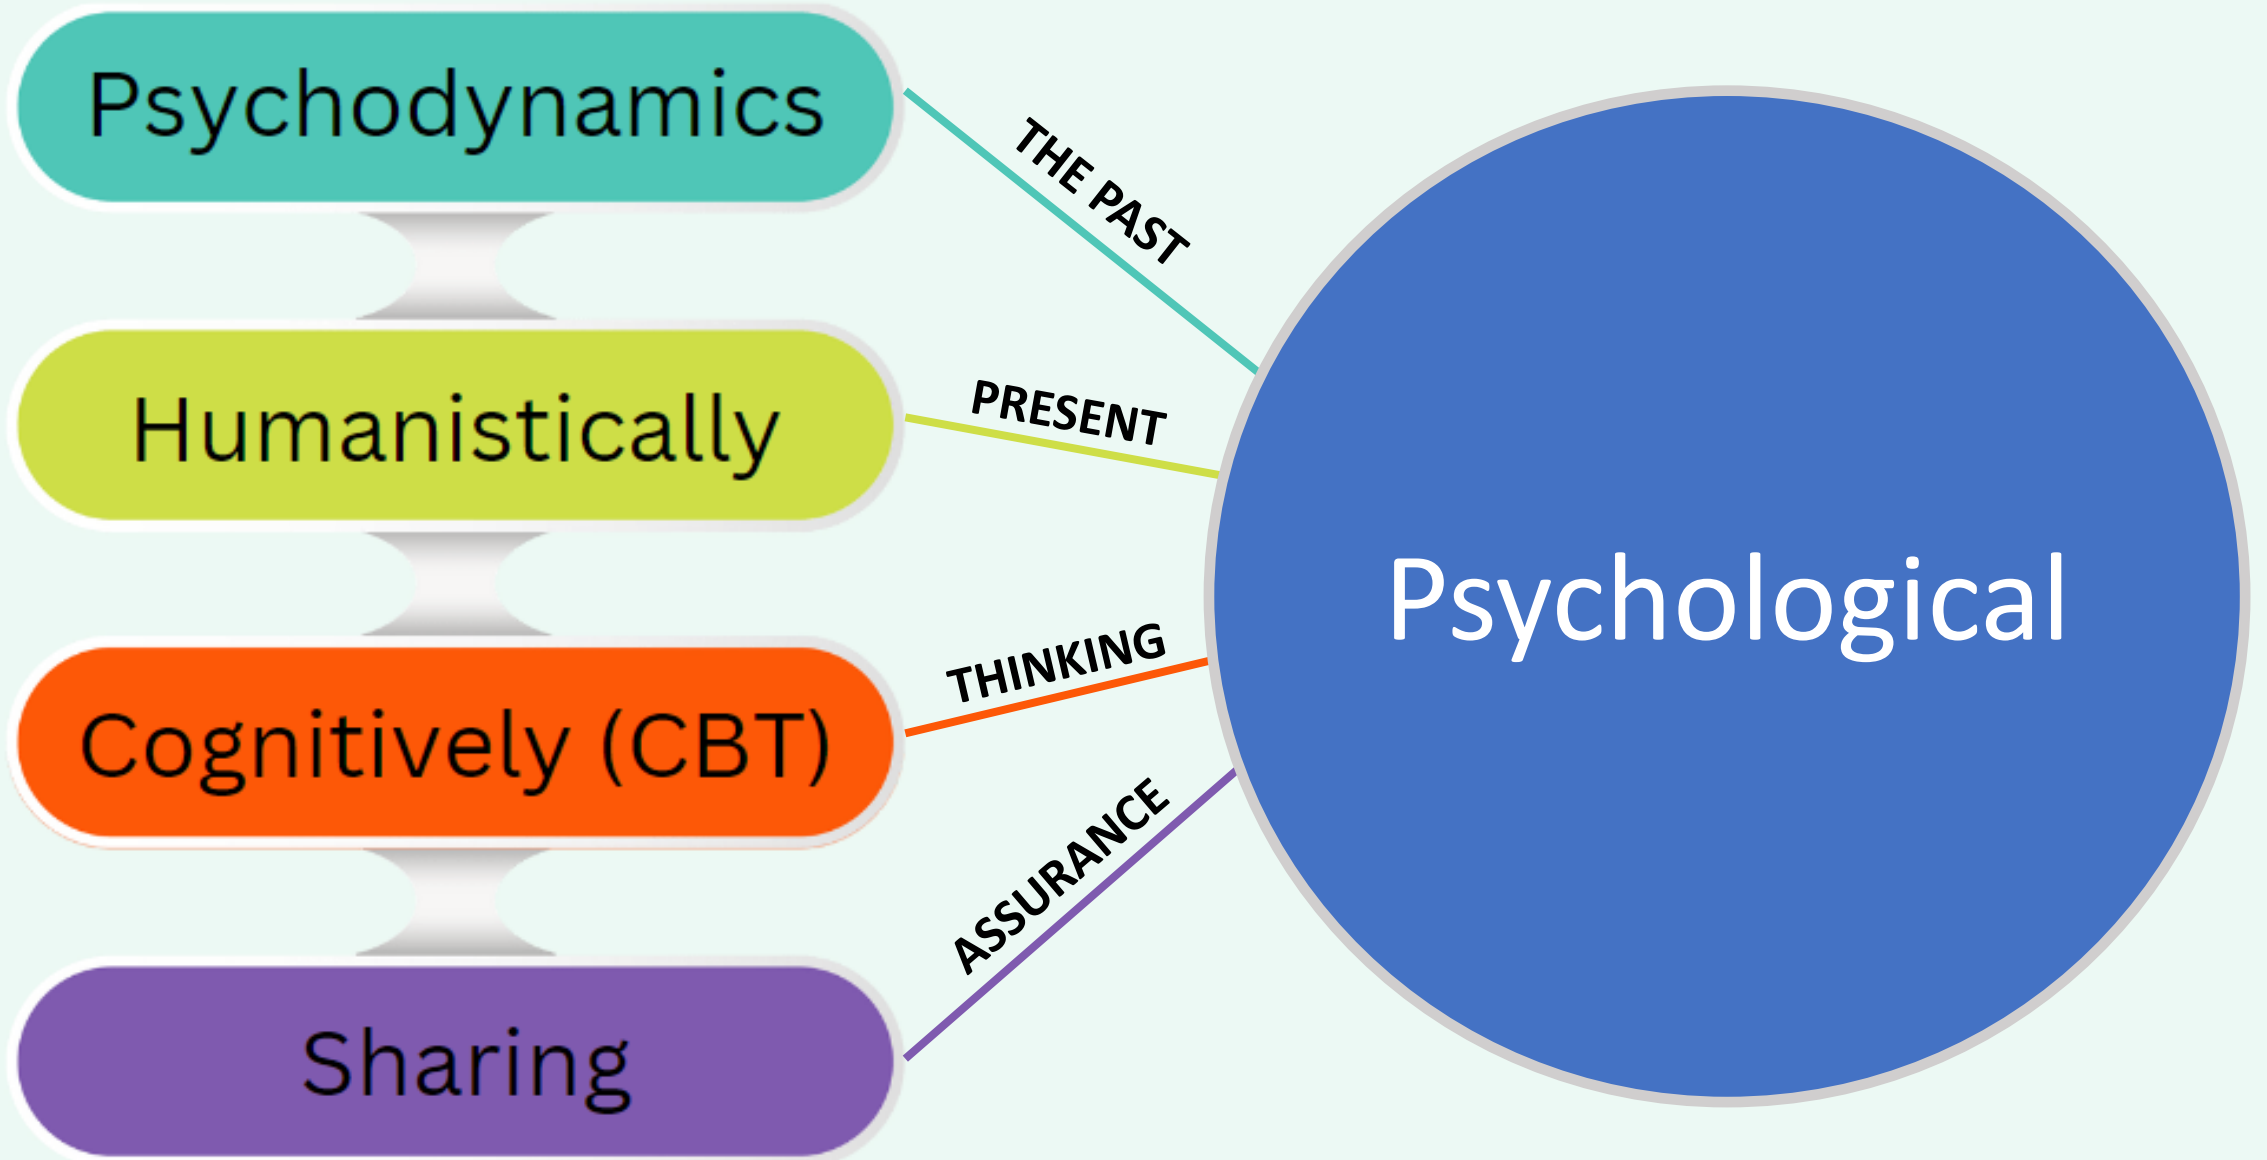 Psychodynamics
THE PAST
Humanistically
PRESENT
Psychological
Cognitively (CBT)
THINKING
Sharing
ASSURANCE